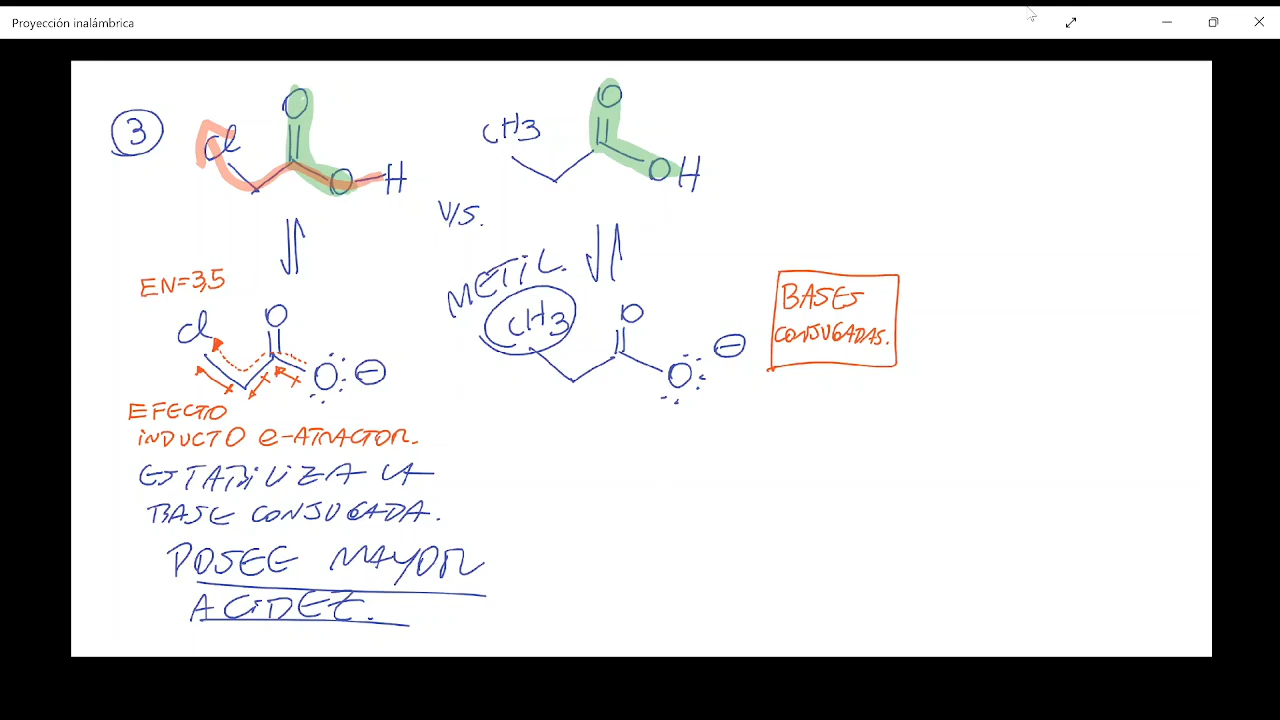 Proyección inalámbrica
3
Cl
O
O-H
CH3
O
OH
V/S.
EN=3,5
Cl
O
O
METIL.
CH3
O
O
BASES
CONJUGADAS.
EFECTO
INDUCTO e-ATRACTOR.
ESTABILIZA LA
BASE CONJUGADA.
POSEE MAYOR
ACIDEZ.